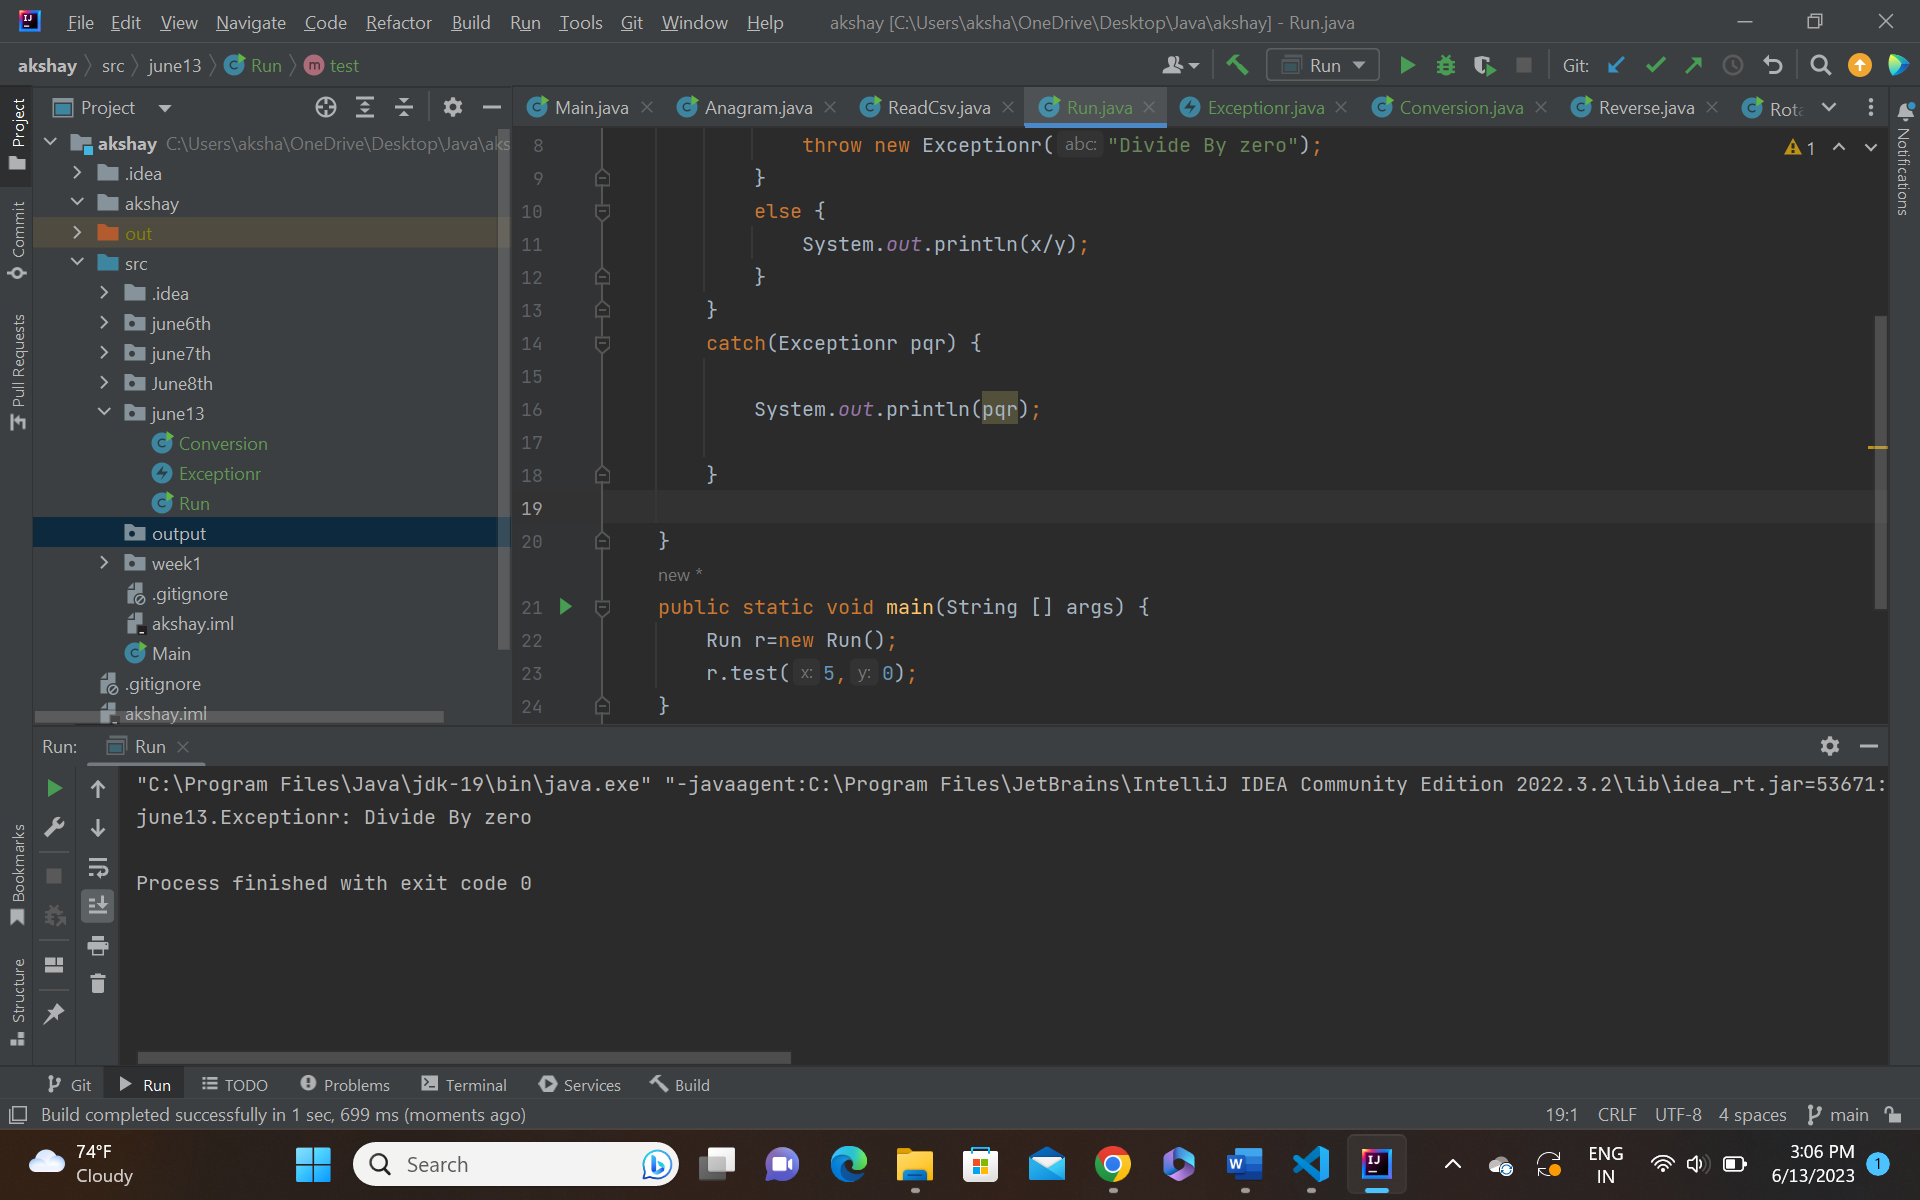 File Edit View Navigate Code Refactor Build Run Tools Git Window Help akshay [C:\Users\aksha\OneDrive\Desktop\Java\akshay] - Run.java
akshay src june13 Run test Run Git:
Project
Main.java Anagram.java ReadCsv.java Run.java Exceptionr.java Conversion.java Reverse.java Rot
akshay C:\Users\aksha\OneDrive\Desktop\Java\aks
.idea
akshay
out
src
.idea
june6th
june7th
June8th
june13
Conversion
Exceptionr
Run
output
week1
.gitignore
akshay.iml
Main
.gitignore
akshay.iml
8 throw new Exceptionr( abc: "Divide By zero");
1
9 }
10 else {
11 System.out.println(x/y);
12 }
13 }
14 catch(Exceptionr pqr) {
15
16 System.out.println(pqr);
17
18 }
19
20 }
new *
21 public static void main(String [] args) {
22 Run r=new Run();
23 r.test( x: 5, y: 0);
24 }
Project
Commit
Pull Requests
Bookmarks
Structure
Notifications
Run: Run
"C:\Program Files\Java\jdk-19\bin\java.exe" "-javaagent:C:\Program Files\JetBrains\IntelliJ IDEA Community Edition 2022.3.2\lib\idea_rt.jar=53671:
june13.Exceptionr: Divide By zero
Process finished with exit code 0
Git Run TODO Problems Terminal Services Build
Build completed successfully in 1 sec, 699 ms (moments ago) 19:1 CRLF UTF-8 4 spaces main
74°F
Cloudy
Search
ENG
IN
3:06 PM
6/13/2023
1